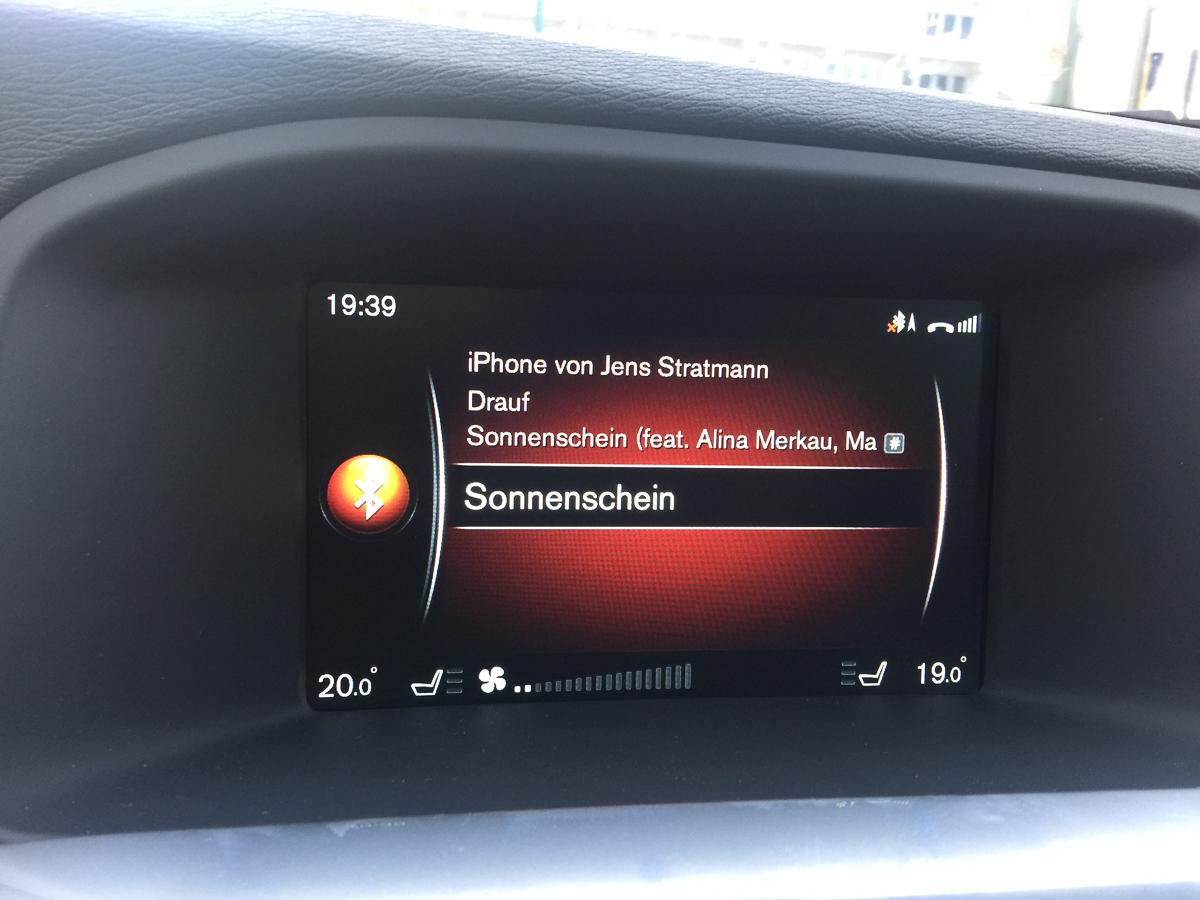 19:39
iPhone von Jens Stratmann
Drauf
Sonnenschein (feat. Alina Merkau, Ma #
Sonnenschein
20.0° 19.0°